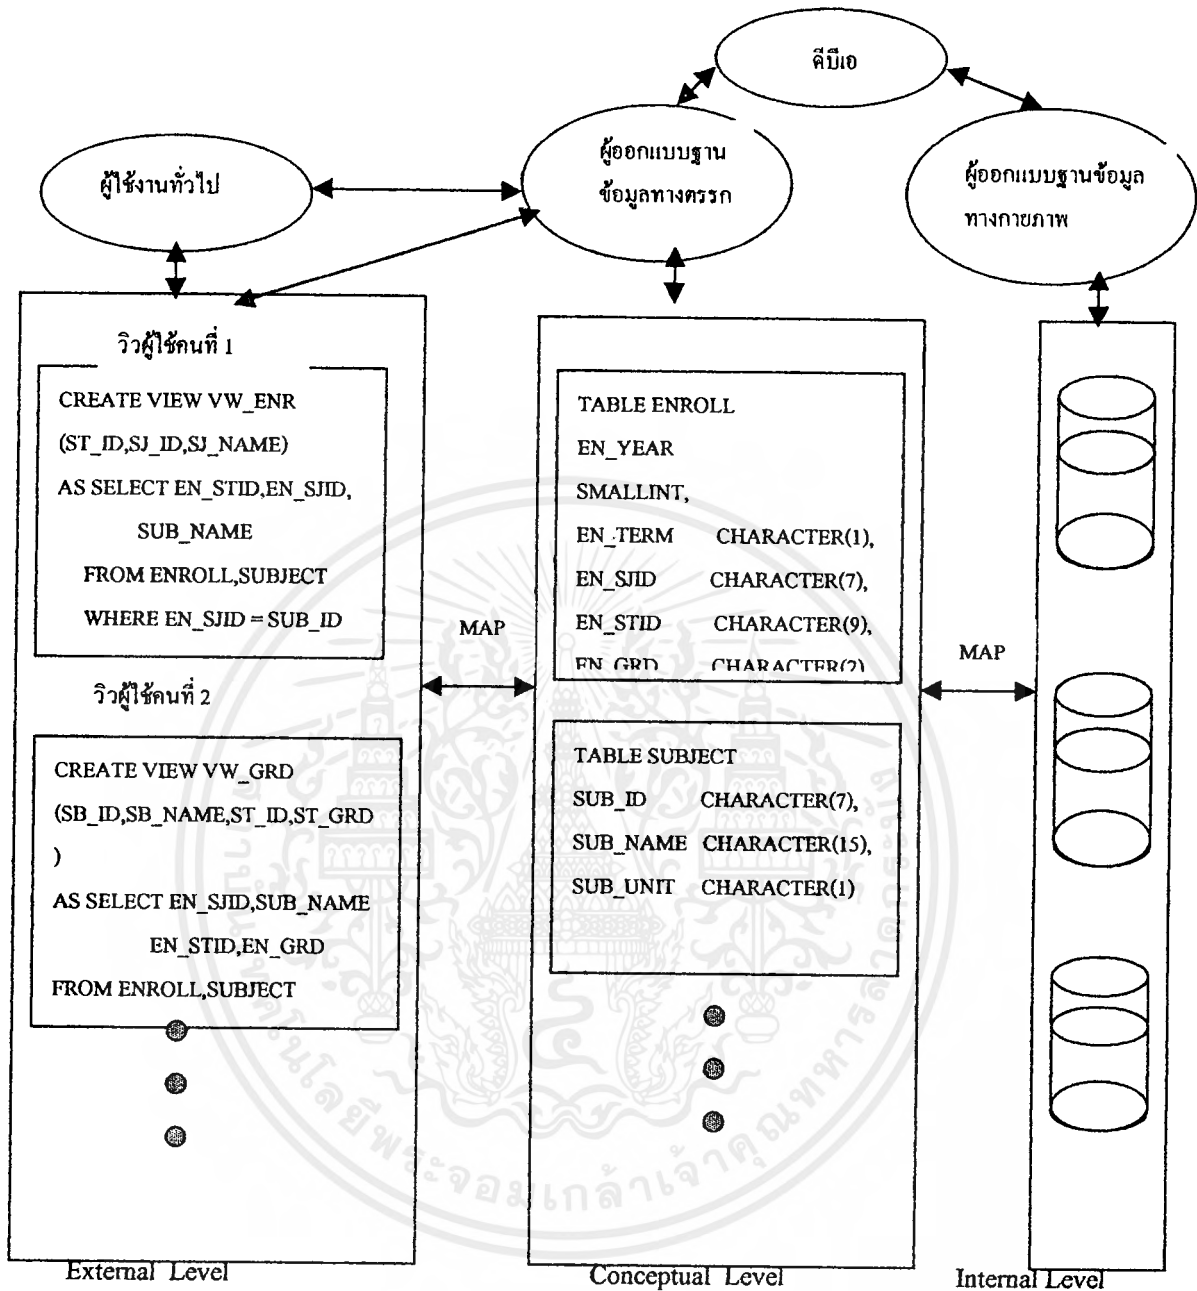 ดีบีเอ
ผู้ออกแบบฐาน
ข้อมูลทางตรรก
ผู้ใช้งานทั่วไป
ผู้ออกแบบฐานข้อมูล
ทางกายภาพ
วิวผู้ใช้คนที่ 1
CREATE VIEW VW_ENR
(ST_ID,SJ_ID,SJ_NAME)
AS SELECT EN_STID,EN_SJID,
SUB_NAME
FROM ENROLL,SUBJECT
WHERE EN_SJID = SUB_ID
วิวผู้ใช้คนที่ 2
CREATE VIEW VW_GRD
(SB_ID,SB_NAME,ST_ID,ST_GRD
)
AS SELECT EN_SJID,SUB_NAME
EN_STID,EN_GRD
FROM ENROLL,SUBJECT
External Level
MAP
TABLE ENROLL
EN_YEAR
SMALLINT,
EN_TERM CHARACTER(1),
EN_SJID CHARACTER(7),
EN_STID CHARACTER(9),
EN_GRD CHARACTER(2)
TABLE SUBJECT
SUB_ID CHARACTER(7),
SUB_NAME CHARACTER(15),
SUB_UNIT CHARACTER(1)
Conceptual Level
MAP
Internal Level